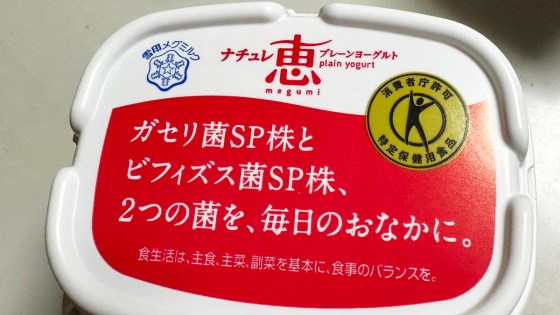 雪印メグミルク
ナチュレ 恵 プレーンヨーグルト
plain yogurt
megumi
消費者庁許可
特定保健用食品
ガセリ菌SP株と
ビフィズス菌SP株、
2つの菌を、毎日のおなかに。
食生活は、主食、主菜、副菜を基本に、食事のバランスを。